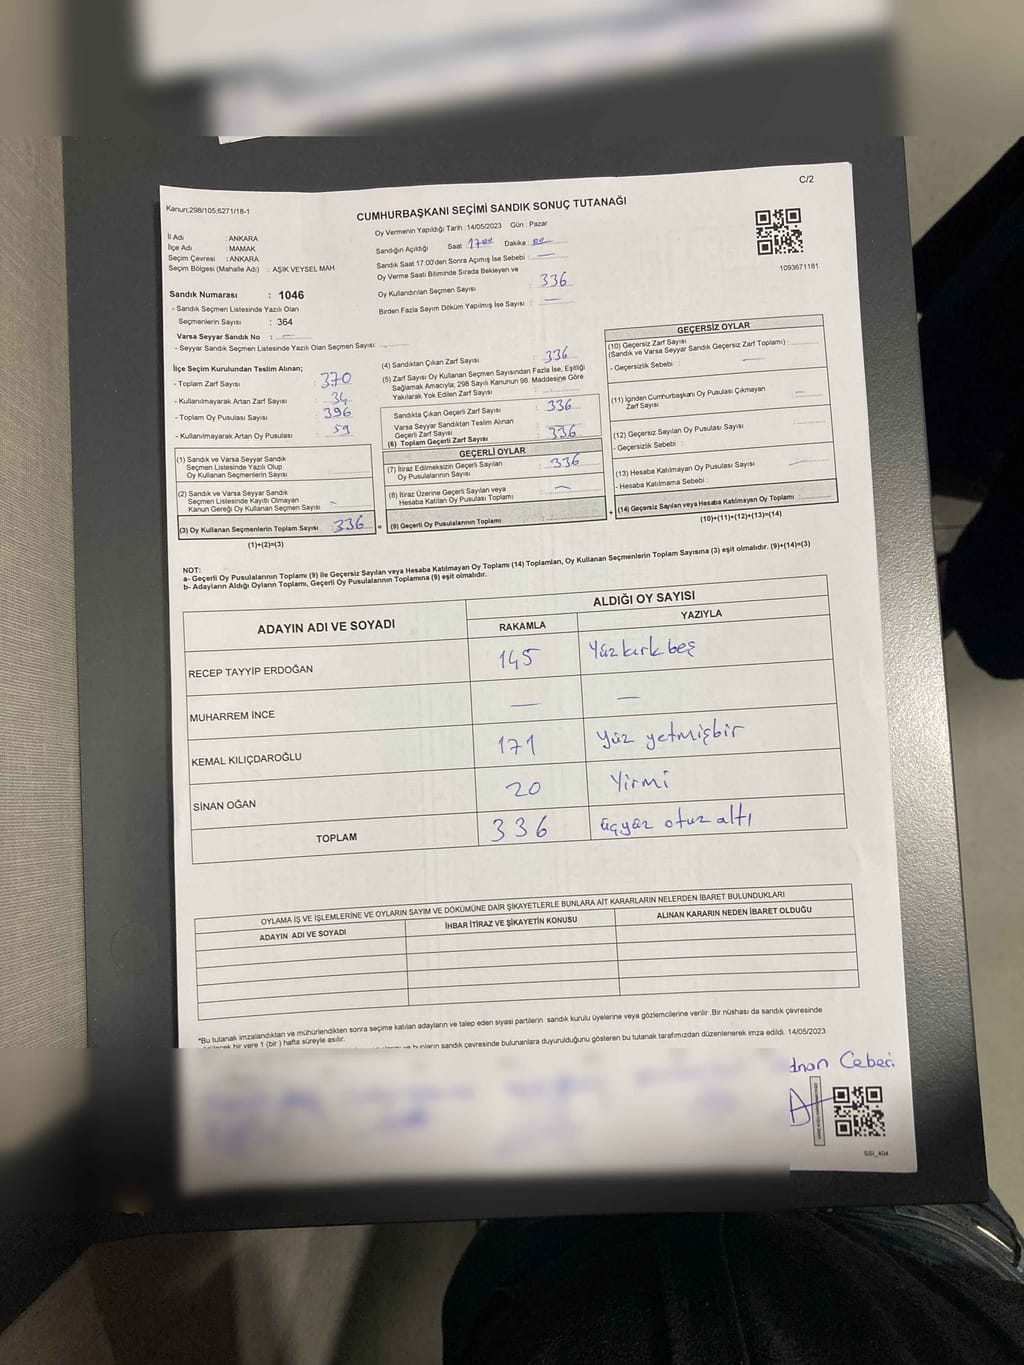 C/2
Kanun;298/105;6271/18-1
CUMHURBAŞKANI SEÇİMİ SANDIK SONUÇ TUTANAĞI
Oy Vermenin Yapıldığı Tarih : 14/05/2023 Gün : Pazar
İl Adı : ANKARA
İlçe Adı : MAMAK
Seçim Çevresi : ANKARA
Seçim Bölgesi (Mahalle Adı) : AŞIK VEYSEL MAH.
Sandık Numarası : 1046
- Sandık Seçmen Listesinde Yazılı Olan
Seçmenlerin Sayısı : 364
Varsa Seyyar Sandık No :
- Seyyar Sandık Seçmen Listesinde Yazılı Olan Seçmen Sayısı:
Sandığın Açıldığı Saat 17⁰⁰ Dakika : 00
Sandık Saat 17:00'den Sonra Açımış İse Sebebi : —
Oy Verme Saati Bitiminde Sırada Bekleyen ve
Oy Kullandırılan Seçmen Sayısı : 336
Birden Fazla Sayım Döküm Yapılmış İse Sayısı : —
1093671181
İlçe Seçim Kurulundan Teslim Alınan;
- Toplam Zarf Sayısı : 370
- Kullanılmayarak Artan Zarf Sayısı : 34
- Toplam Oy Pusulası Sayısı : 396
- Kullanılmayarak Artan Oy Pusulası : 59
(1) Sandık ve Varsa Seyyar Sandık
Seçmen Listesinde Yazılı Olup
Oy Kullanan Seçmenlerin Sayısı :
(2) Sandık ve Varsa Seyyar Sandık
Seçmen Listesinde Kayıtlı Olmayan
Kanun Gereği Oy Kullanan Seçmen Sayısı : -
(3) Oy Kullanan Seçmenlerin Toplam Sayısı : 336
(1)+(2)=(3)
(4) Sandıktan Çıkan Zarf Sayısı : 336
(5) Zarf Sayısı Oy Kullanan Seçmen Sayısından Fazla İse, Eşitliği
Sağlamak Amacıyla; 298 Sayılı Kanunun 98. Maddesine Göre
Yakılarak Yok Edilen Zarf Sayısı :
Sandıkta Çıkan Geçerli Zarf Sayısı : 336
Varsa Seyyar Sandıktan Teslim Alınan
Geçerli Zarf Sayısı :
(6) Toplam Geçerli Zarf Sayısı : 336
GEÇERLİ OYLAR
(7) İtiraz Edilmeksizin Geçerli Sayılan
Oy Pusulalarının Sayısı : 336
(8) İtiraz Üzerine Geçerli Sayılan veya
Hesaba Katılan Oy Pusulası Toplamı : —
= (9) Geçerli Oy Pusulalarının Toplamı :
GEÇERSİZ OYLAR
(10) Geçersiz Zarf Sayısı
(Sandık ve Varsa Seyyar Sandık Geçersiz Zarf Toplamı) :
- Geçersizlik Sebebi : —
(11) İçinden Cumhurbaşkanı Oy Pusulası Çıkmayan
Zarf Sayısı : —
(12) Geçersiz Sayılan Oy Pusulası Sayısı :
- Geçersizlik Sebebi :
(13) Hesaba Katılmayan Oy Pusulası Sayısı : —
- Hesaba Katılmama Sebebi :
+ (14) Geçersiz Sayılan veya Hesaba Katılmayan Oy Toplamı :
(10)+(11)+(12)+(13)=(14)
NOT:
a- Geçerli Oy Pusulalarının Toplamı (9) ile Geçersiz Sayılan veya Hesaba Katılmayan Oy Toplamı (14) Toplamları, Oy Kullanan Seçmenlerin Toplam Sayısına (3) eşit olmalıdır. (9)+(14)=(3)
b- Adayların Aldığı Oyların Toplamı, Geçerli Oy Pusulalarının Toplamına (9) eşit olmalıdır.
ADAYIN ADI VE SOYADI ALDIĞI OY SAYISI
RAKAMLA YAZIYLA
RECEP TAYYİP ERDOĞAN 145 Yüzkırkbeş
MUHARREM İNCE — —
KEMAL KILIÇDAROĞLU 171 Yüz yetmişbir
SİNAN OĞAN 20 Yirmi
TOPLAM 336 üçyüz otuz altı
OYLAMA İŞ VE İŞLEMLERİNE VE OYLARIN SAYIM VE DÖKÜMÜNE DAİR ŞİKAYETLERLE BUNLARA AİT KARARLARIN NELERDEN İBARET BULUNDUKLARI
ADAYIN ADI VE SOYADI İHBAR İTİRAZ VE ŞİKAYETİN KONUSU ALINAN KARARIN NEDEN İBARET OLDUĞU
*Bu tutanak imzalandıktan ve mühürlendikten sonra seçime katılan adayların ve talep eden siyasi partilerin sandık kurulu üyelerine veya gözlemcilerine verilir .Bir nüshası da sandık çevresinde
bir yere 1 (bir ) hafta süreyle asılır.
bunların sandık çevresinde bulunanlara duyurulduğunu gösteren bu tutanak tarafımızdan düzenlenerek imza edildi. 14/05/2023
dnan Cebeci
SSI_404